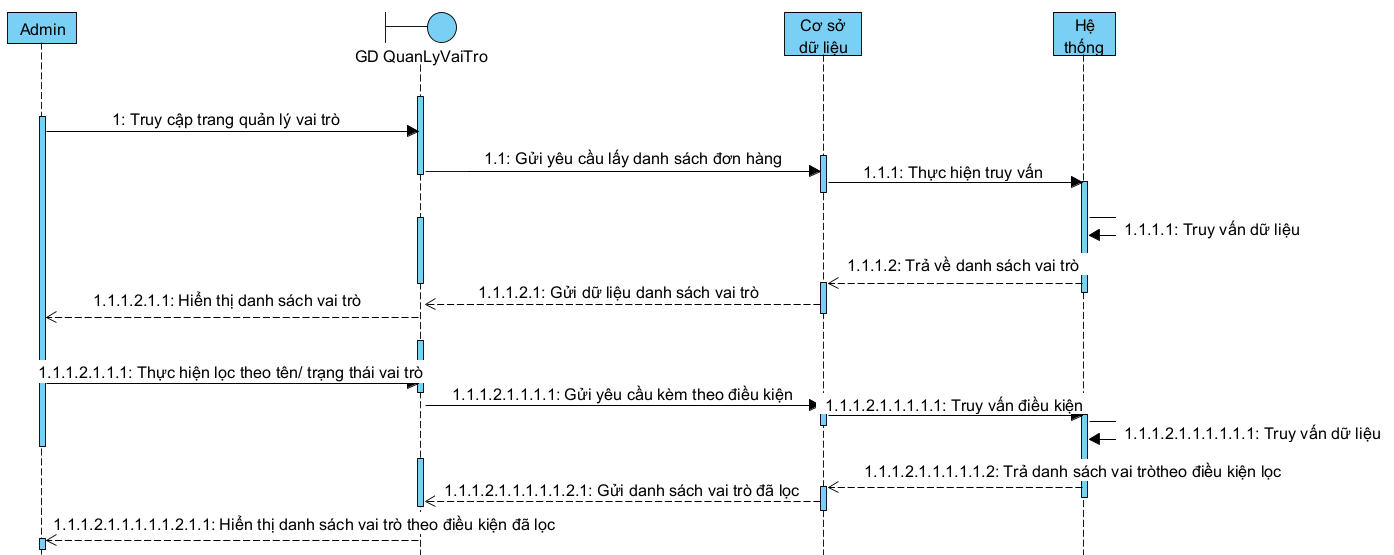 Admin
GD QuanLyVaiTro
Cơ sở
dữ liệu
Hệ
thống
1: Truy cập trang quản lý vai trò
1.1: Gửi yêu cầu lấy danh sách đơn hàng
1.1.1: Thực hiện truy vấn
1.1.1.1: Truy vấn dữ liệu
1.1.1.2: Trả về danh sách vai trò
1.1.1.2.1: Gửi dữ liệu danh sách vai trò
1.1.1.2.1.1: Hiển thị danh sách vai trò
1.1.1.2.1.1.1: Thực hiện lọc theo tên/ trạng thái vai trò
1.1.1.2.1.1.1.1: Gửi yêu cầu kèm theo điều kiện
1.1.1.2.1.1.1.1.1: Truy vấn điều kiện
1.1.1.2.1.1.1.1.1.1: Truy vấn dữ liệu
1.1.1.2.1.1.1.1.1.2: Trả danh sách vai tròtheo điều kiện lọc
1.1.1.2.1.1.1.1.1.2.1: Gửi danh sách vai trò đã lọc
1.1.1.2.1.1.1.1.1.2.1.1: Hiển thị danh sách vai trò theo điều kiện đã lọc